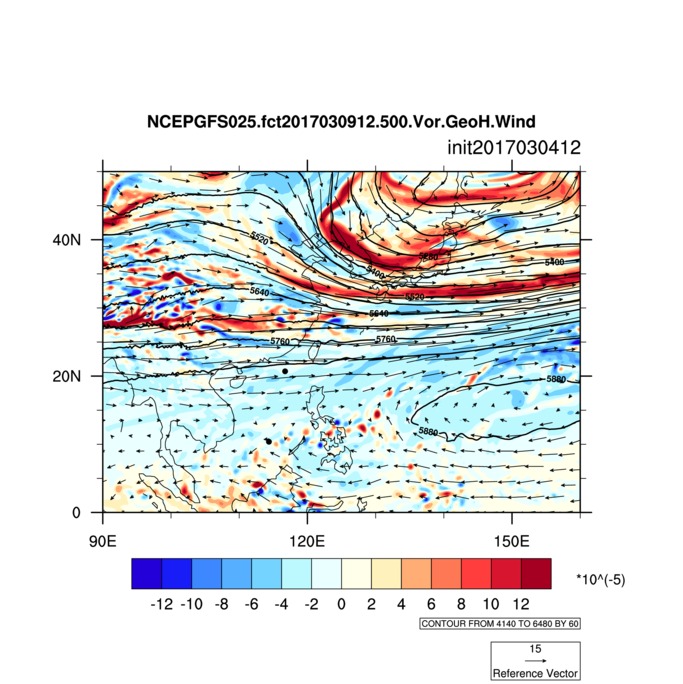 NCEPGFS025.fct2017030912.500.Vor.GeoH.Wind
init2017030412
40N
20N
0
90E 120E 150E
5520
5640
5760
5400
5520
5640
5760
5400
5880
5880
-12 -10 -8 -6 -4 -2 0 2 4 6 8 10 12
*10^(-5)
CONTOUR FROM 4140 TO 6480 BY 60
15
Reference Vector